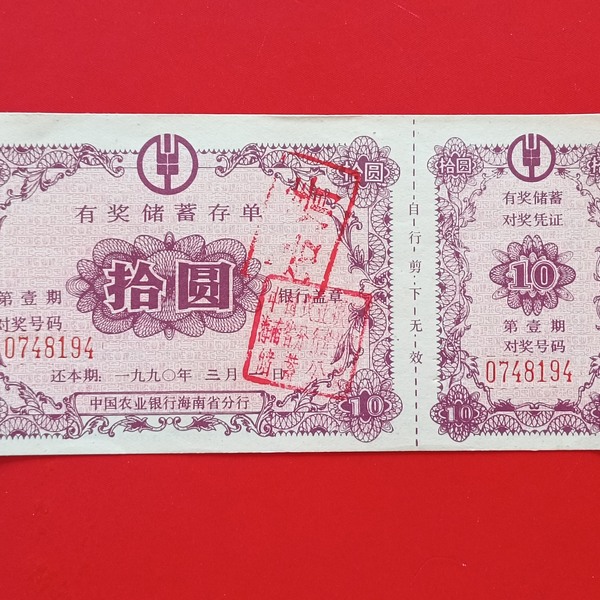 拾圆
有奖储蓄存单
拾圆
银行盖章
第壹期
对奖号码
0748194
还本期：一九九〇年 三月 日
中国农业银行海南省分行
10
自行剪下无效
拾圆
有奖储蓄
对奖凭证
10
第壹期
对奖号码
0748194
10